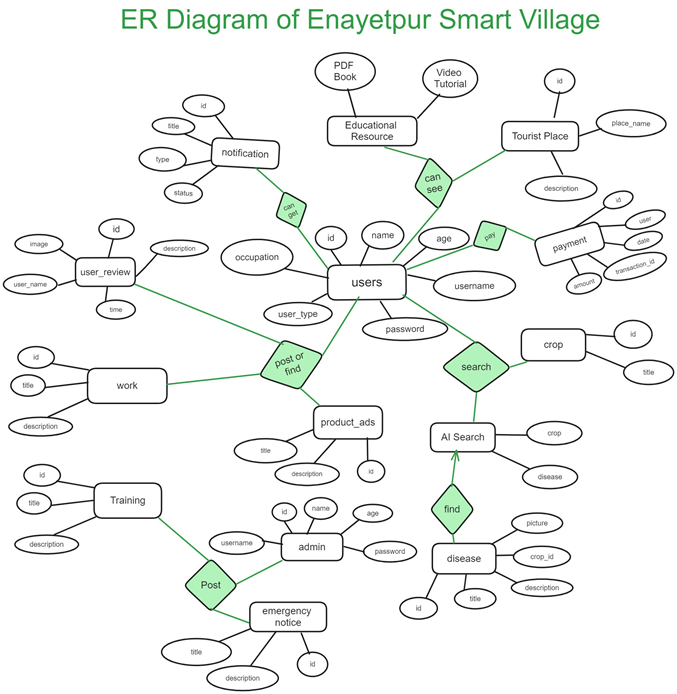 ER Diagram of Enayetpur Smart Village
PDF
Book
Video
Tutorial
Educational
Resource
id
place_name
Tourist Place
description
id
title
type
status
notification
can
get
can
see
id
name
age
occupation
users
username
user_type
password
pay
id
user
date
transaction_id
amount
payment
image
id
description
user_review
user_name
time
id
title
description
work
post or
find
product_ads
title
description
id
search
crop
id
title
AI Search
crop
disease
find
disease
picture
crop_id
description
title
id
id
title
description
Training
id
name
age
username
admin
password
Post
emergency
notice
title
description
id